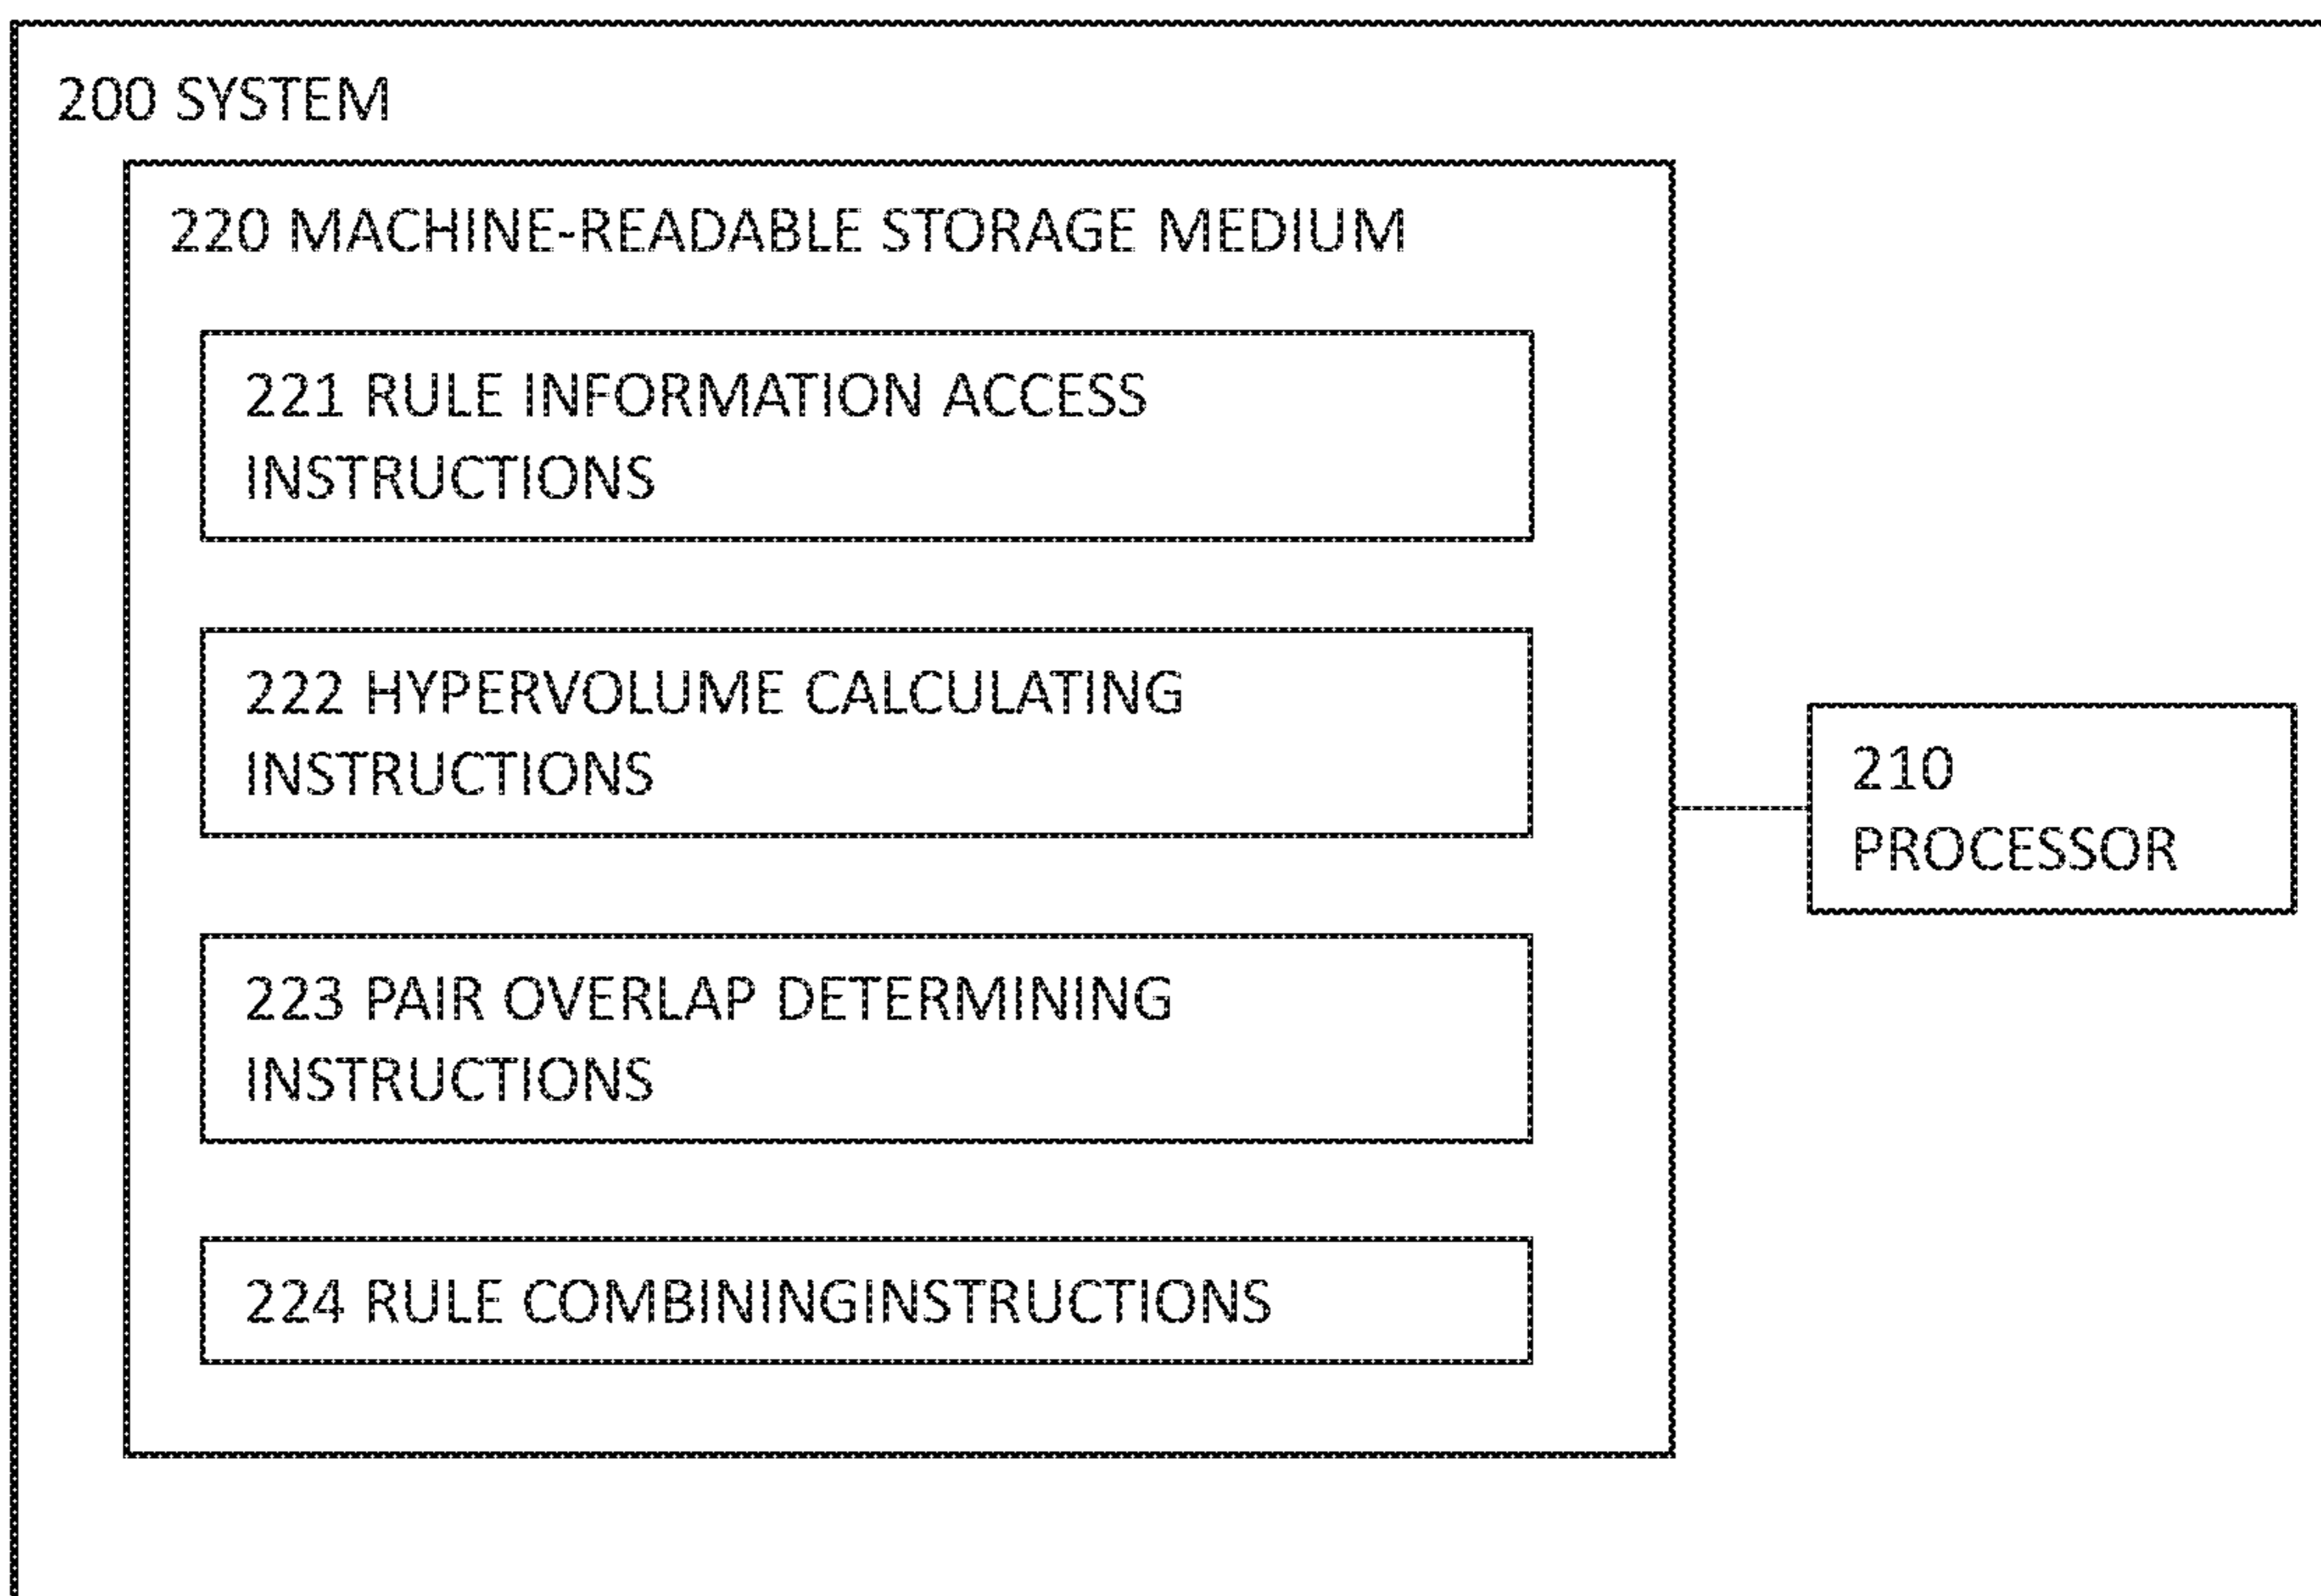 200 SYSTEM
220 MACHINE-READABLE STORAGE MEDIUM
221 RULE INFORMATION ACCESS
INSTRUCTIONS
222 HYPERVOLUME CALCULATING
INSTRUCTIONS
223 PAIR OVERLAP DETERMINING
INSTRUCTIONS
224 RULE COMBININGINSTRUCTIONS
210
PROCESSOR